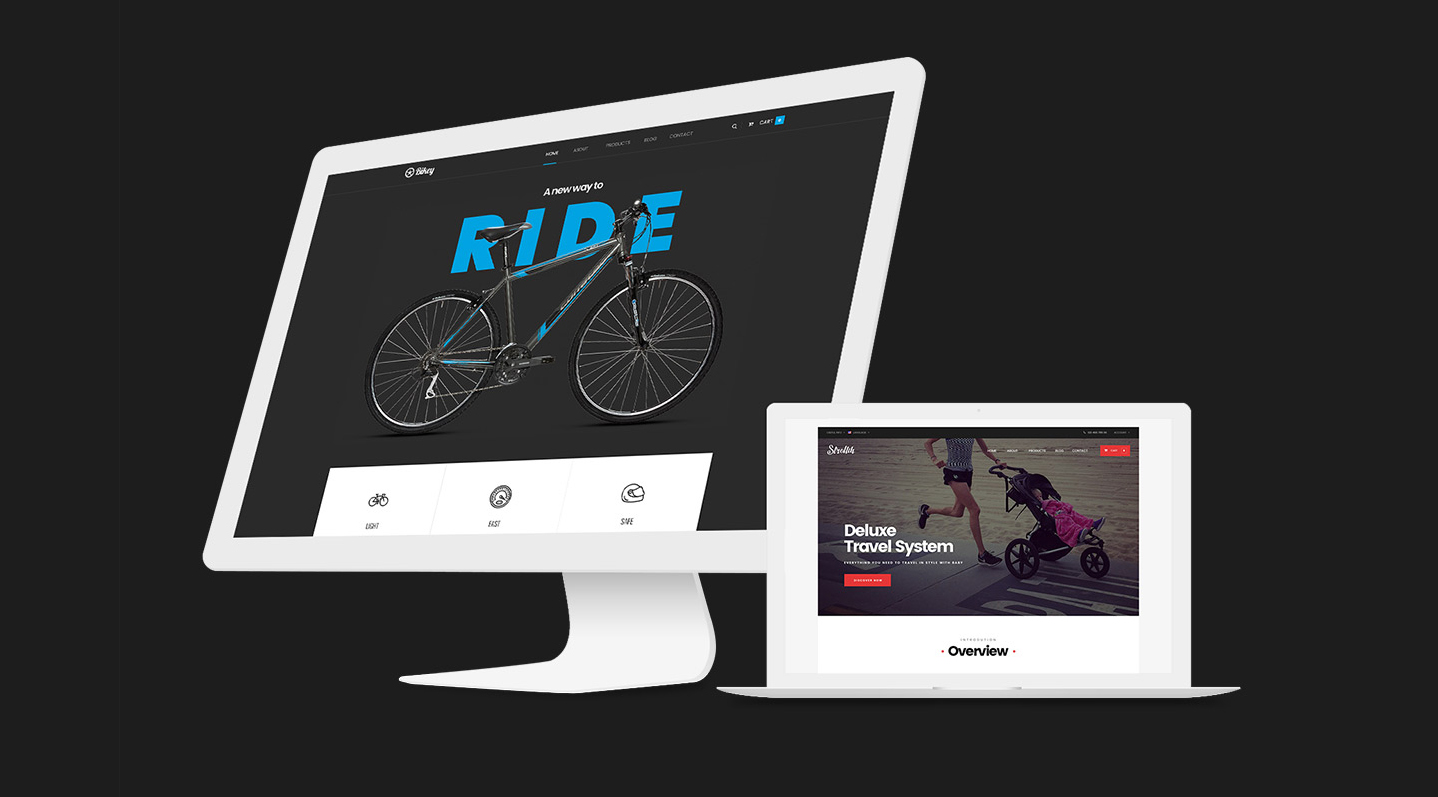 Bikey
HOME ABOUT PRODUCTS BLOG CONTACT
CART 0
A new way to
RIDE
LIGHT
FAST
SAFE
Strollik
HOME ABOUT PRODUCTS BLOG CONTACT
CART
Deluxe
Travel System
EVERYTHING YOU NEED TO TRAVEL IN STYLE WITH BABY
DISCOVER NOW
INTRODUTION
Overview